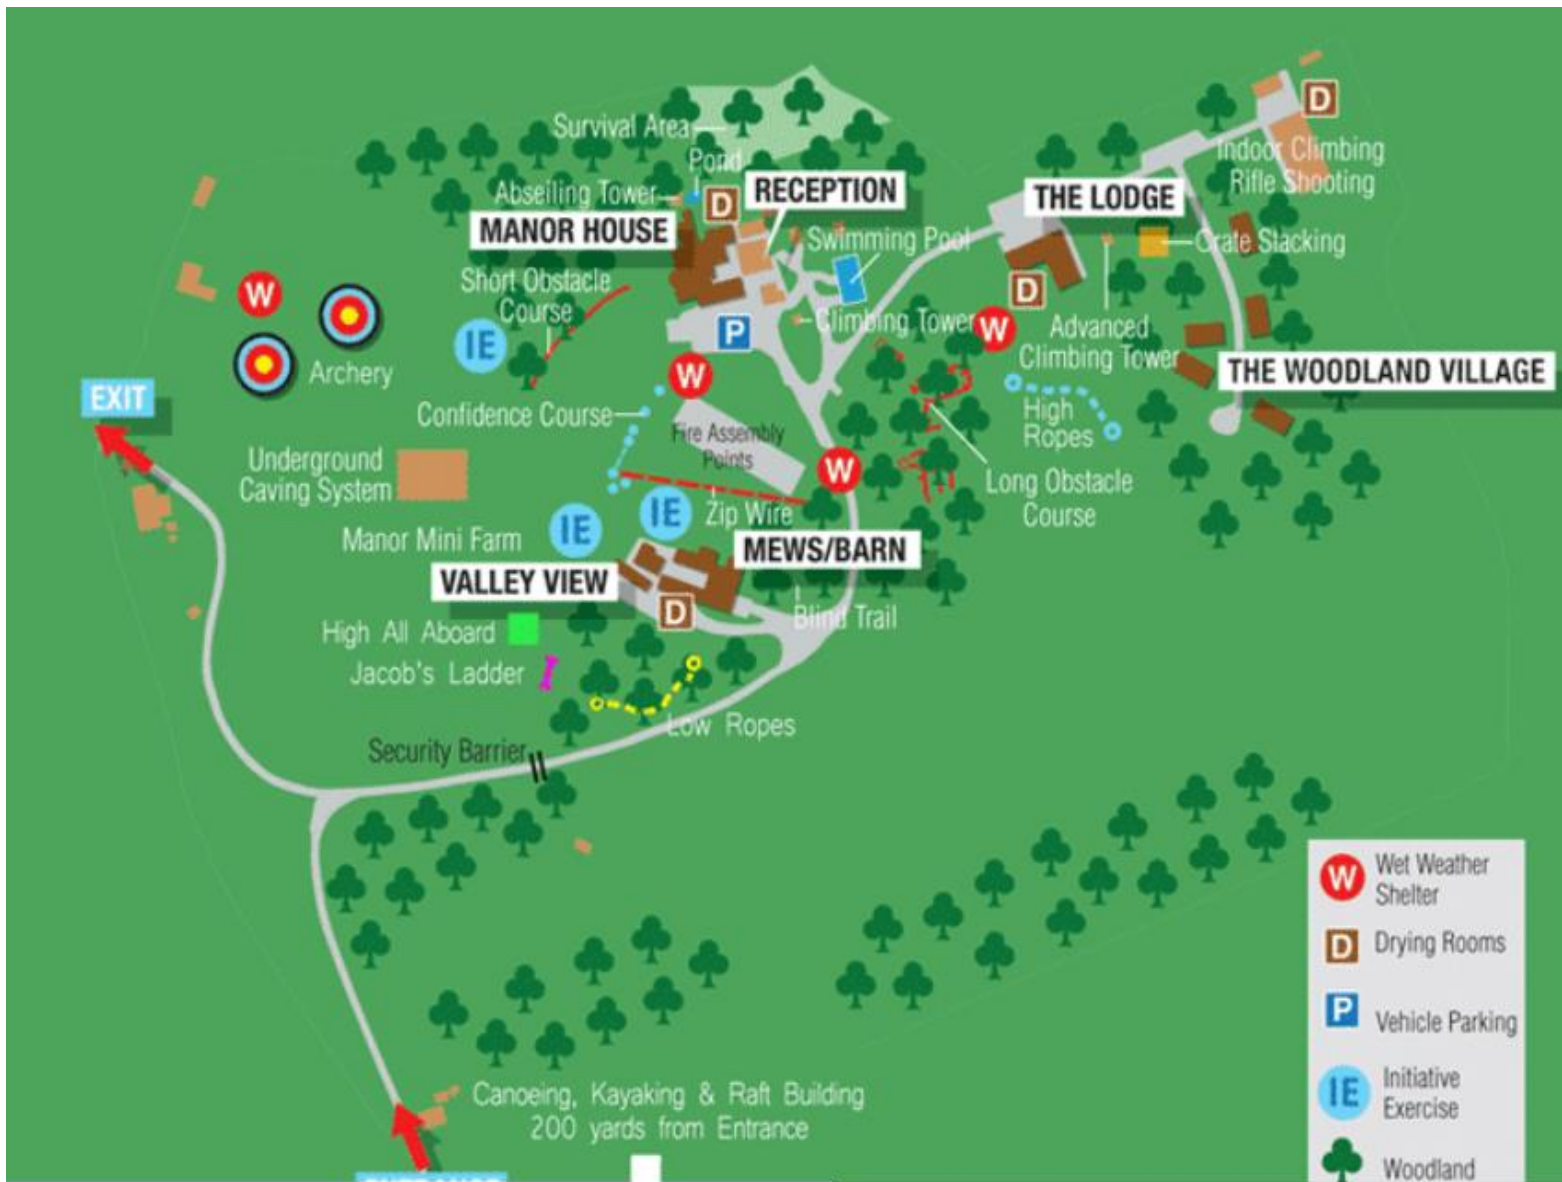 Survival Area
Pond
Abseiling Tower
D
RECEPTION
MANOR HOUSE
Swimming Pool
Short Obstacle
Course
IE
P
Climbing Tower
W
W
Archery
EXIT
Confidence Course
W
Fire Assembly
Points
W
Underground
Caving System
Zip Wire
IE
IE
Manor Mini Farm
MEWS/BARN
VALLEY VIEW
D
Blind Trail
High All Aboard
Jacob's Ladder
Low Ropes
Security Barrier
D
Indoor Climbing
Rifle Shooting
THE LODGE
Crate Stacking
D
Advanced
Climbing Tower
THE WOODLAND VILLAGE
High
Ropes
Long Obstacle
Course
Canoeing, Kayaking & Raft Building
200 yards from Entrance
W Wet Weather
Shelter
D Drying Rooms
P Vehicle Parking
IE Initiative
Exercise
Woodland